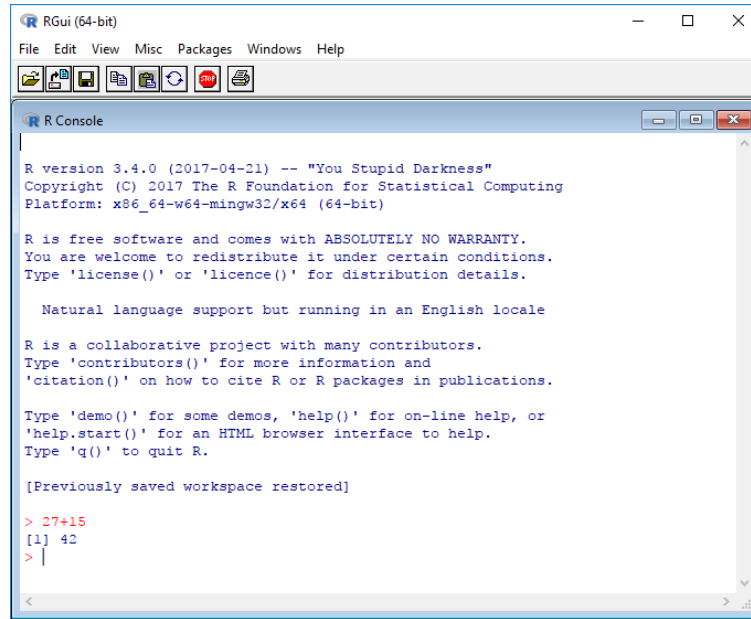 RGui (64-bit)
File Edit View Misc Packages Windows Help
STOP
R Console
R version 3.4.0 (2017-04-21) -- "You Stupid Darkness"
Copyright (C) 2017 The R Foundation for Statistical Computing
Platform: x86_64-w64-mingw32/x64 (64-bit)
R is free software and comes with ABSOLUTELY NO WARRANTY.
You are welcome to redistribute it under certain conditions.
Type 'license()' or 'licence()' for distribution details.
Natural language support but running in an English locale
R is a collaborative project with many contributors.
Type 'contributors()' for more information and
'citation()' on how to cite R or R packages in publications.
Type 'demo()' for some demos, 'help()' for on-line help, or
'help.start()' for an HTML browser interface to help.
Type 'q()' to quit R.
[Previously saved workspace restored]
> 27+15
[1] 42
>